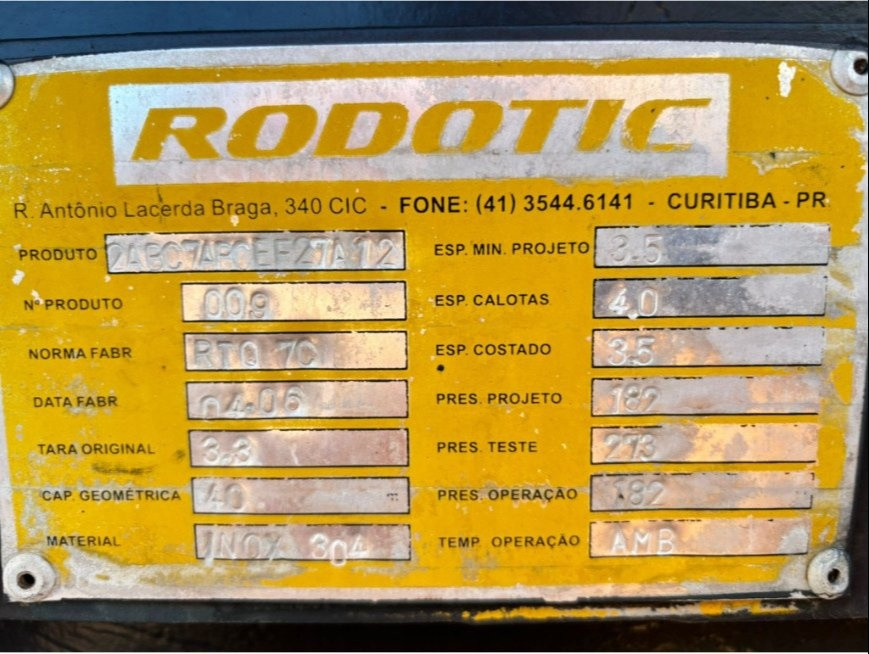 RODOTIC
R. Antônio Lacerda Braga, 340 CIC - FONE: (41) 3544.6141 - CURITIBA - PR
PRODUTO 2ABC7ABCEF27A12
ESP. MIN. PROJETO 3.5
Nº PRODUTO 009
ESP. CALOTAS 4.0
NORMA FABR RTQ 7C
ESP. COSTADO 3.5
DATA FABR 04.06
PRES. PROJETO 182
TARA ORIGINAL 3.3
PRES. TESTE 273
CAP. GEOMÉTRICA 40
PRES. OPERAÇÃO 182
MATERIAL INOX 304
TEMP. OPERAÇÃO AMB